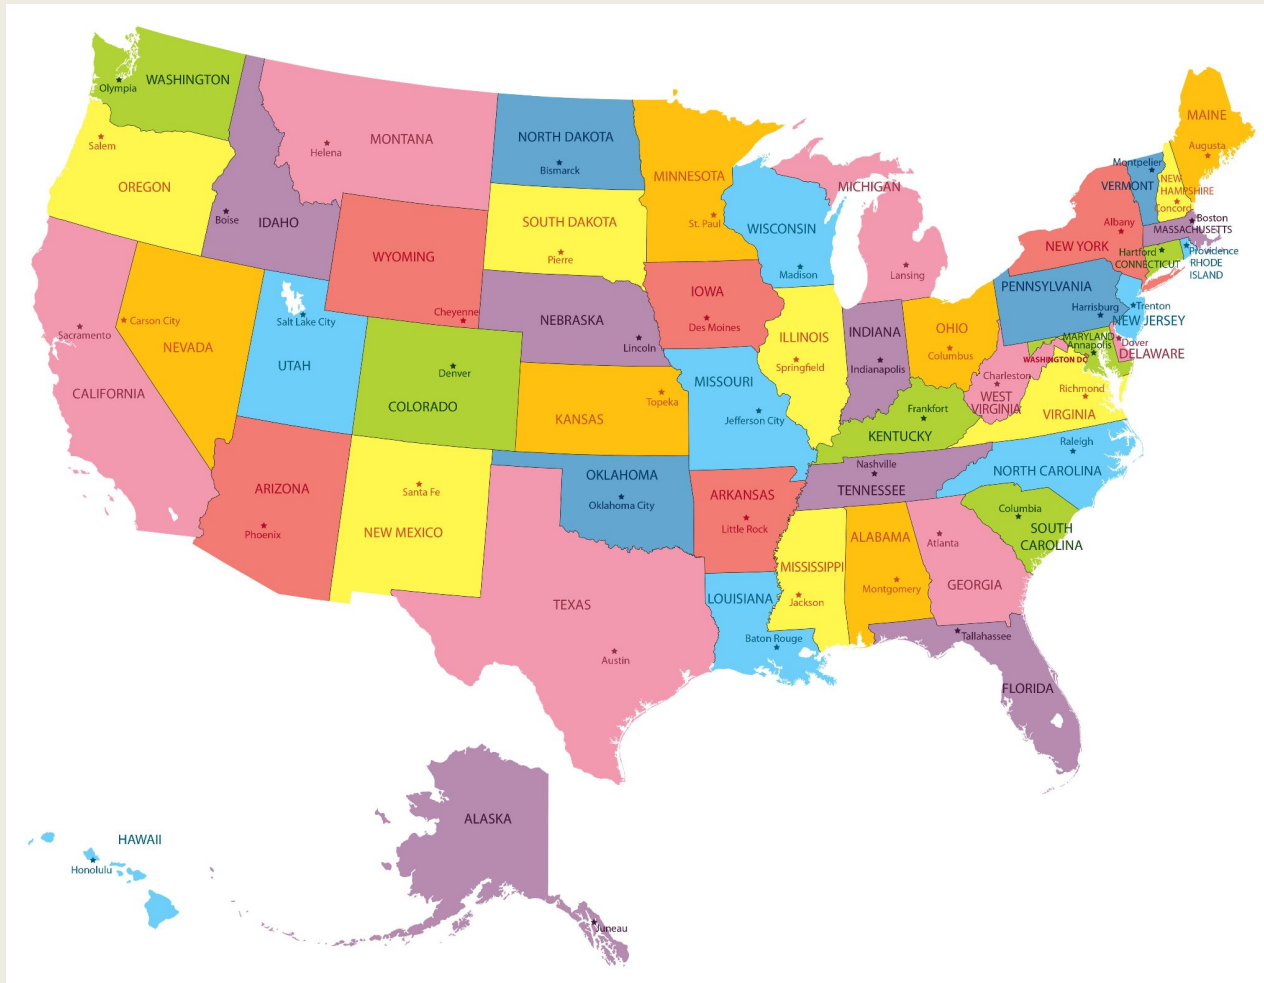 WASHINGTON
Olympia
MONTANA
Helena
NORTH DAKOTA
Bismarck
MINNESOTA
St. Paul
MAINE
Augusta
Salem
OREGON
IDAHO
Boise
SOUTH DAKOTA
Pierre
WISCONSIN
Madison
MICHIGAN
Lansing
Montpelier
VERMONT
NEW
HAMPSHIRE
Concord
Albany
NEW YORK
Boston
MASSACHUSETTS
Hartford
CONNECTICUT
Providence
RHODE
ISLAND
WYOMING
Cheyenne
IOWA
Des Moines
PENNSYLVANIA
Harrisburg
Trenton
NEW JERSEY
Sacramento
CALIFORNIA
Carson City
NEVADA
Salt Lake City
UTAH
NEBRASKA
Lincoln
ILLINOIS
Springfield
INDIANA
Indianapolis
OHIO
Columbus
MARYLAND
Annapolis
WASHINGTON DC
Dover
DELAWARE
Denver
COLORADO
Topeka
KANSAS
MISSOURI
Jefferson City
Frankfort
KENTUCKY
Charleston
WEST
VIRGINIA
Richmond
VIRGINIA
ARIZONA
Phoenix
Santa Fe
NEW MEXICO
OKLAHOMA
Oklahoma City
ARKANSAS
Little Rock
Nashville
TENNESSEE
Raleigh
NORTH CAROLINA
Columbia
SOUTH
CAROLINA
TEXAS
Austin
LOUISIANA
Baton Rouge
MISSISSIPPI
Jackson
ALABAMA
Montgomery
Atlanta
GEORGIA
Tallahassee
FLORIDA
ALASKA
Juneau
HAWAII
Honolulu